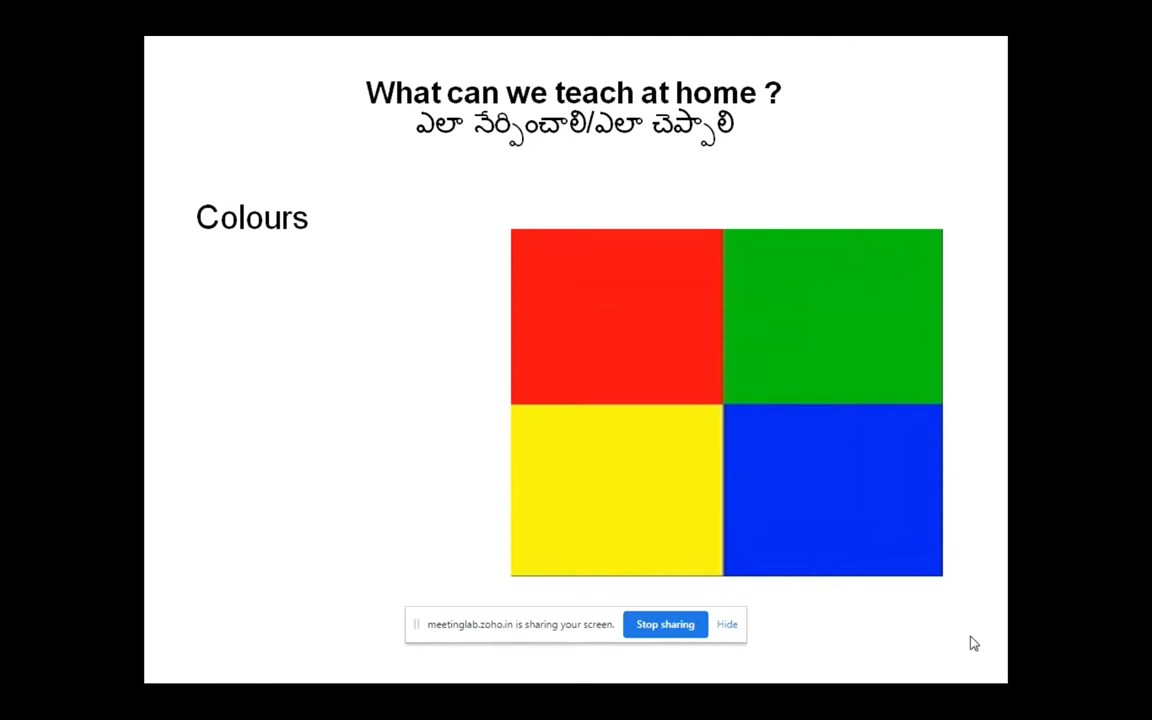 What can we teach at home ?
ఎలా నేర్పించాలి/ఎలా చెప్పాలి
Colours
meetinglab.zoho.in is sharing your screen. Stop sharing Hide